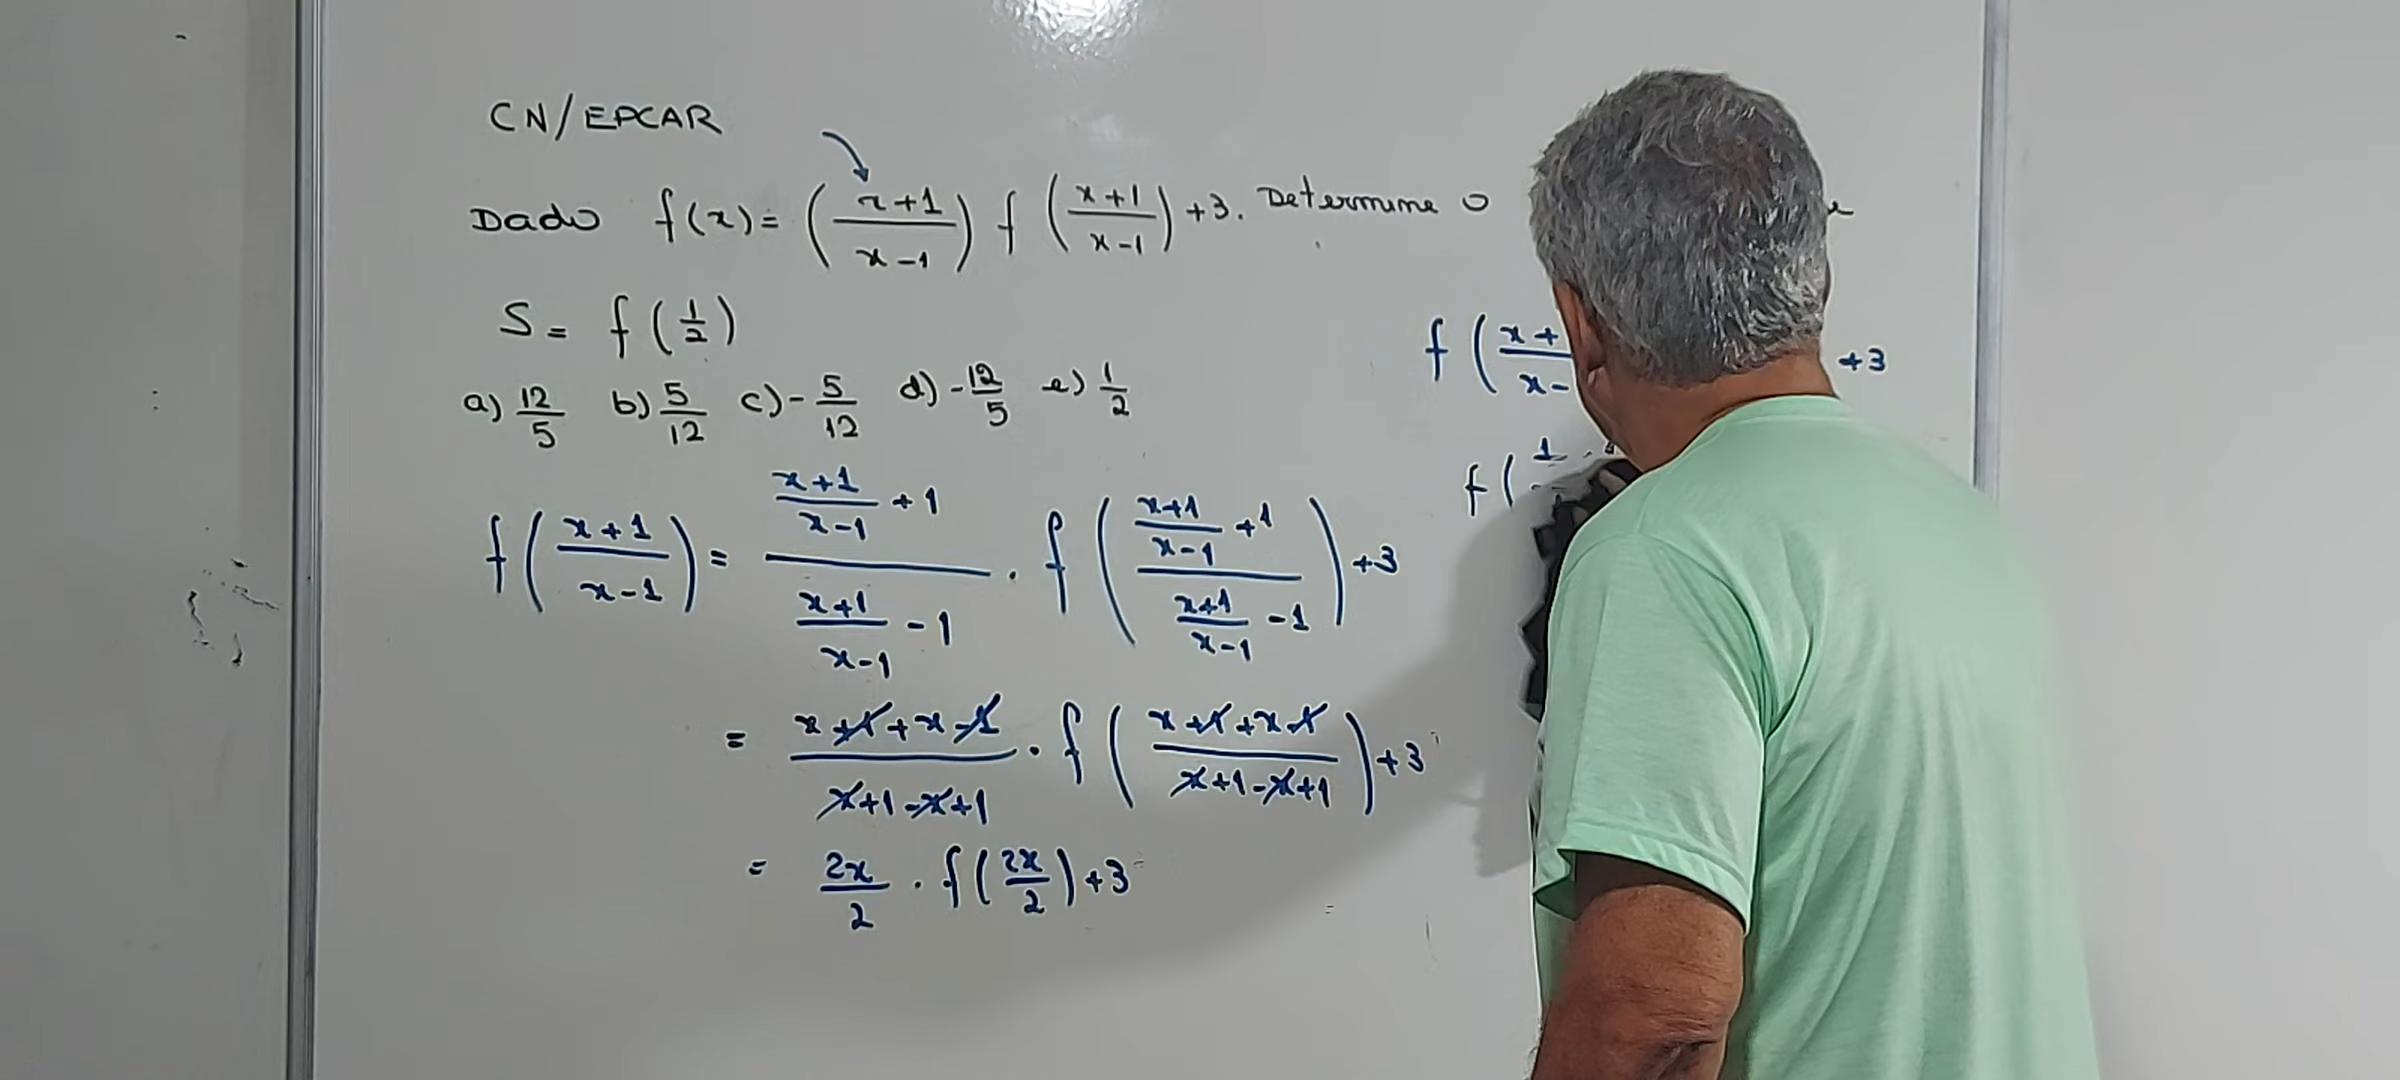 CN/EPCAR
Dado f(x) = ((x+1)/(x-1)) f((x+1)/(x-1)) +3. Determine o
S = f(1/2)
a) 12/5 b) 5/12 c) -5/12 d) -12/5 e) 1/2
f((x+1)/(x-1)) = ((x+1)/(x-1) + 1)/((x+1)/(x-1) - 1) · f(((x+1)/(x-1) + 1)/((x+1)/(x-1) - 1)) +3
= (x+1+x-1)/(x+1-x+1) · f((x+1+x-1)/(x+1-x+1)) +3
= 2x/2 · f(2x/2) +3
f((x+ / x- +3
f(1